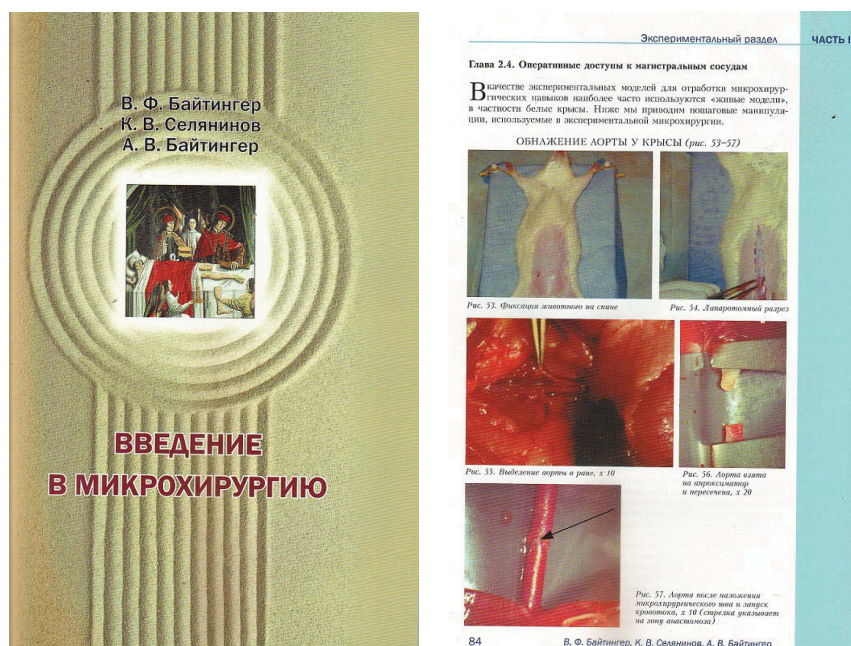 В. Ф. Байтингер
К. В. Селянинов
А. В. Байтингер
ВВЕДЕНИЕ
В МИКРОХИРУРГИЮ
Экспериментальный раздел
ЧАСТЬ I
Глава 2.4. Оперативные доступы к магистральным сосудам
В качестве экспериментальных моделей для отработки микрохирур-
гических навыков наиболее часто используются «живые модели»,
в частности белые крысы. Ниже мы приводим пошаговые манипуля-
ции, используемые в экспериментальной микрохирургии.
ОБНАЖЕНИЕ АОРТЫ У КРЫСЫ (рис. 53–57)
Рис. 53. Фиксация животного на спине
Рис. 54. Лапаротомный разрез
Рис. 55. Выделение аорты в ране, х 10
Рис. 56. Аорта взята
на апроксиматор
и пересечена, х 20
Рис. 57. Аорта после наложения
микрохирургического шва и запуск
кровотока, х 10 (стрелка указывает
на зону анастомоза)
84
В. Ф. Байтингер, К. В. Селянинов, А. В. Байтингер